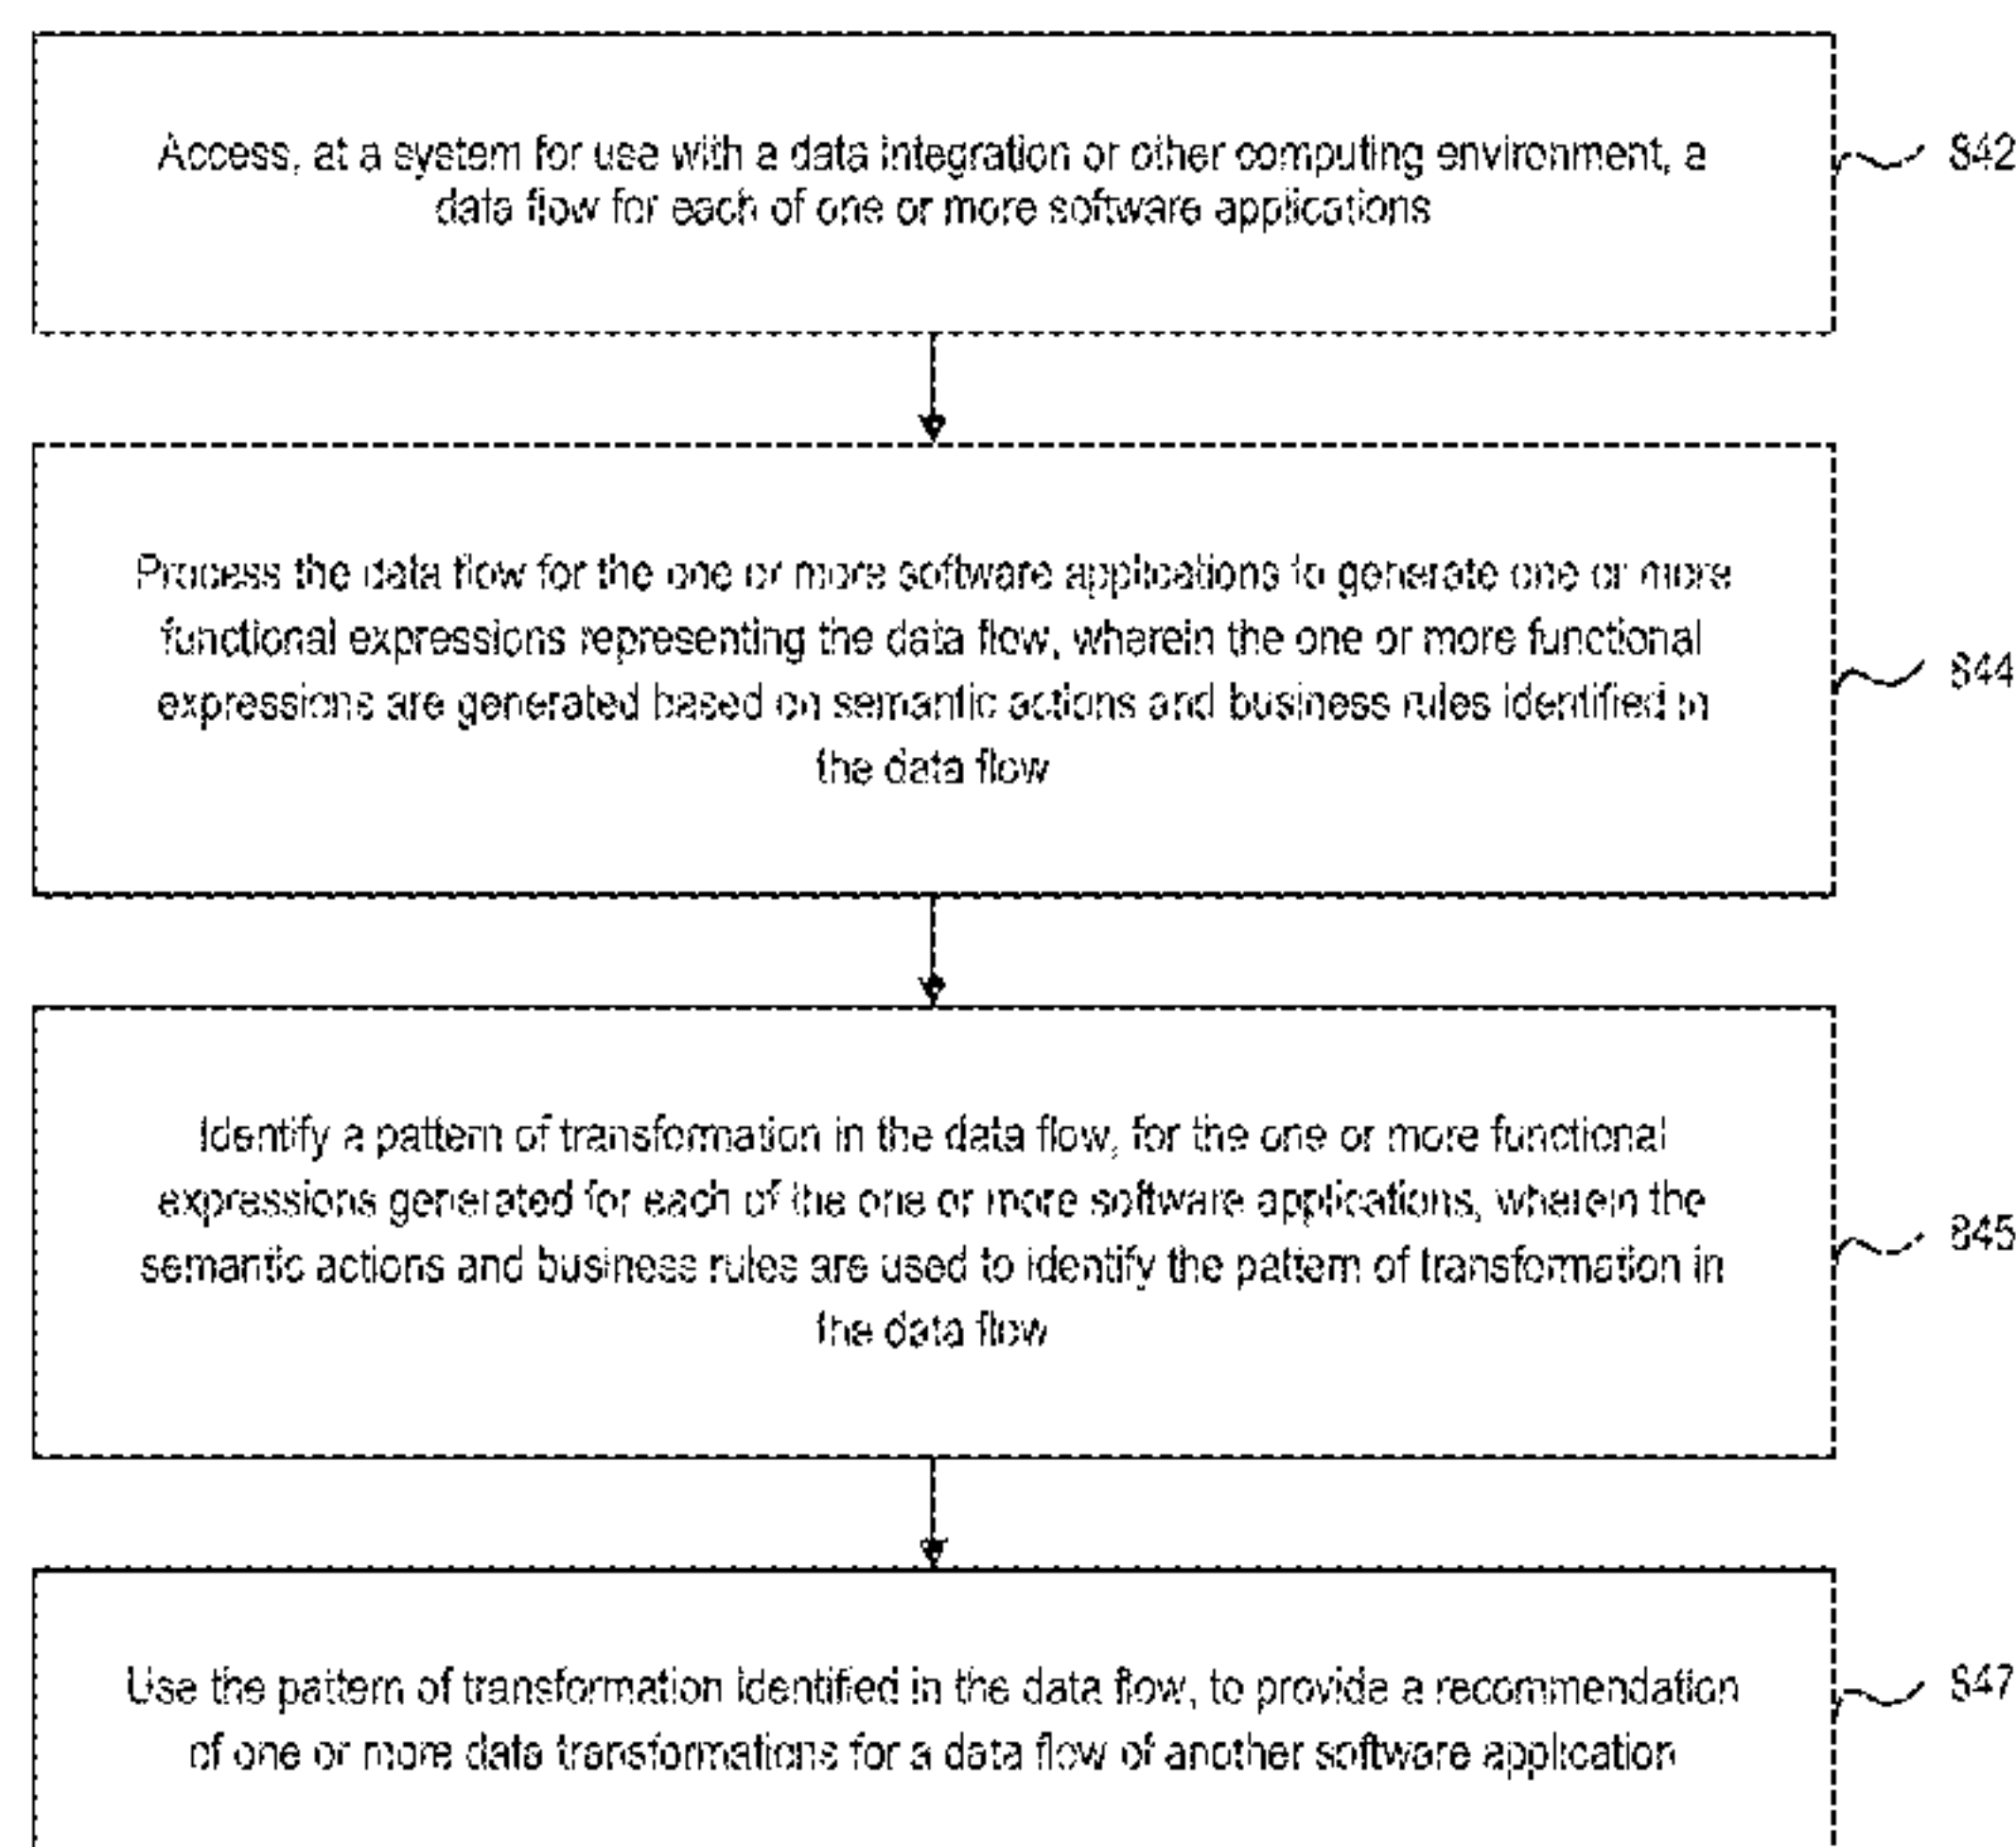 Access, at a system for use with a data integration or other computing environment, a
data flow for each of one or more software applications
842
Process the data flow for the one or more software applications to generate one or more
functional expressions representing the data flow, wherein the one or more functional
expressions are generated based on semantic actions and business rules identified in
the data flow
844
Identify a pattern of transformation in the data flow, for the one or more functional
expressions generated for each of the one or more software applications, wherein the
semantic actions and business rules are used to identify the pattern of transformation in
the data flow
845
Use the pattern of transformation identified in the data flow, to provide a recommendation
of one or more data transformations for a data flow of another software application
847